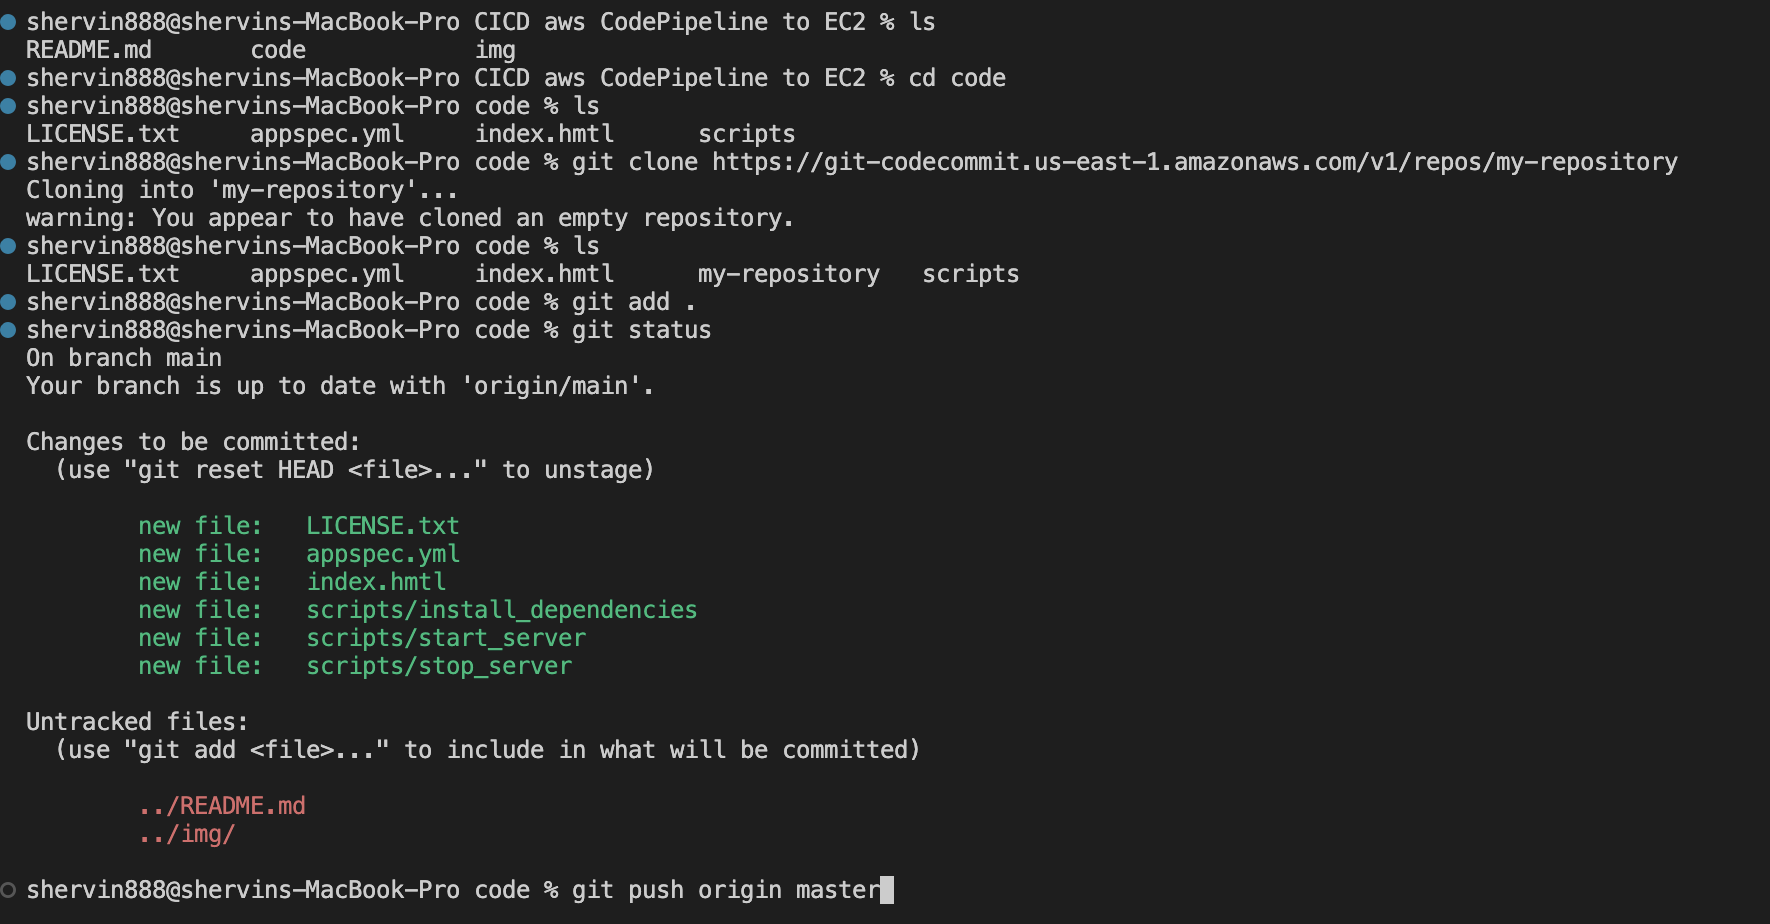 shervin888@shervins-MacBook-Pro CICD aws CodePipeline to EC2 % ls
README.md       code            img
shervin888@shervins-MacBook-Pro CICD aws CodePipeline to EC2 % cd code
shervin888@shervins-MacBook-Pro code % ls
LICENSE.txt     appspec.yml     index.hmtl      scripts
shervin888@shervins-MacBook-Pro code % git clone https://git-codecommit.us-east-1.amazonaws.com/v1/repos/my-repository
Cloning into 'my-repository'...
warning: You appear to have cloned an empty repository.
shervin888@shervins-MacBook-Pro code % ls
LICENSE.txt     appspec.yml     index.hmtl      my-repository   scripts
shervin888@shervins-MacBook-Pro code % git add .
shervin888@shervins-MacBook-Pro code % git status
On branch main
Your branch is up to date with 'origin/main'.

Changes to be committed:
  (use "git reset HEAD <file>..." to unstage)

        new file:   LICENSE.txt
        new file:   appspec.yml
        new file:   index.hmtl
        new file:   scripts/install_dependencies
        new file:   scripts/start_server
        new file:   scripts/stop_server

Untracked files:
  (use "git add <file>..." to include in what will be committed)

        ../README.md
        ../img/

shervin888@shervins-MacBook-Pro code % git push origin master